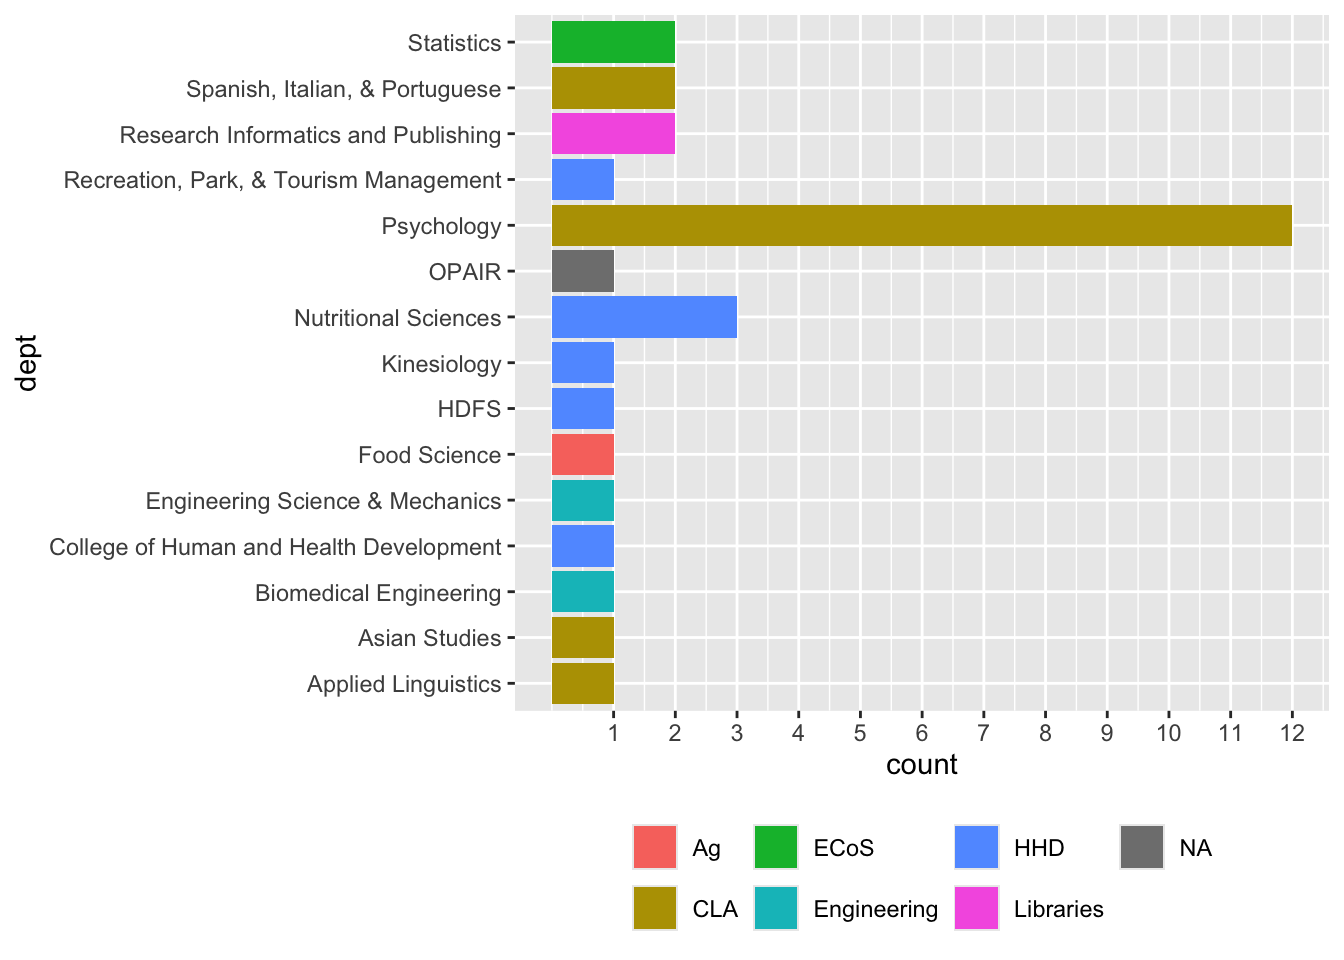 Statistics
Spanish, Italian, & Portuguese
Research Informatics and Publishing
Recreation, Park, & Tourism Management
Psychology
OPAIR
Nutritional Sciences
Kinesiology
HDFS
Food Science
Engineering Science & Mechanics
College of Human and Health Development
Biomedical Engineering
Asian Studies
Applied Linguistics
dept
1 2 3 4 5 6 7 8 9 10 11 12
count
Ag ECoS HHD NA
CLA Engineering Libraries